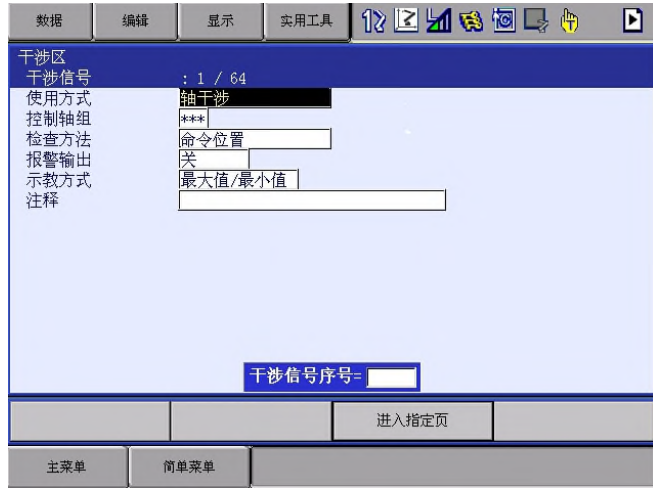 数据 编辑 显示 实用工具
干涉区
干涉信号 : 1 / 64
使用方式 轴干涉
控制轴组 ***
检查方法 命令位置
报警输出 关
示教方式 最大值/最小值
注释
干涉信号序号=
进入指定页
主菜单 简单菜单